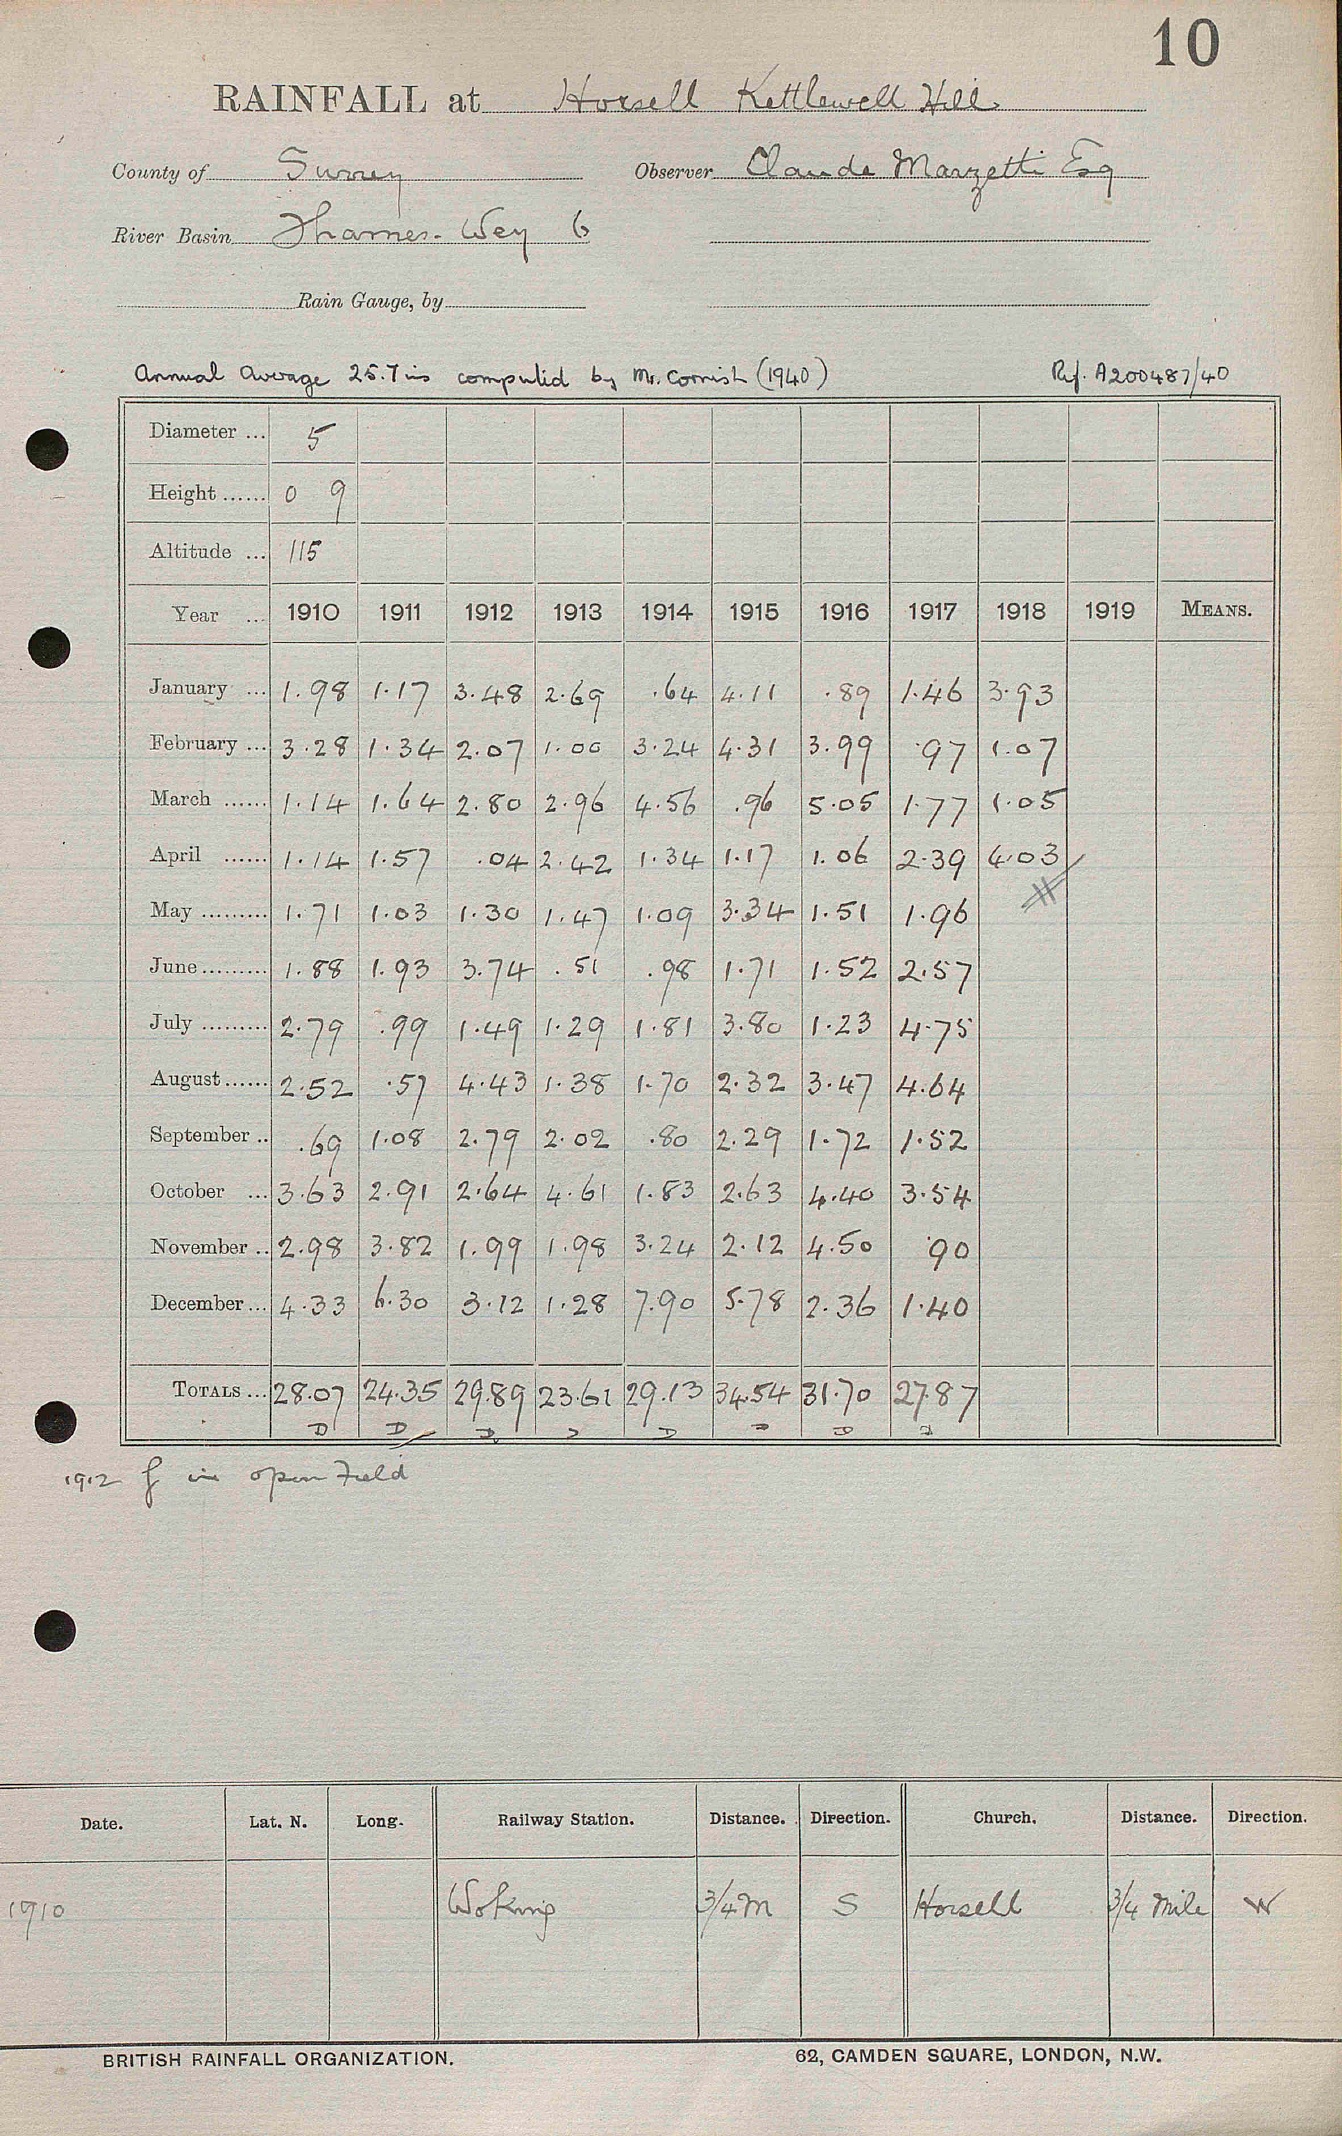 10
RAINFALL at Horsell Kettlewell Hill
County of Surrey Observer Claude Marzetti Esq
River Basin Thames-Wey 6
Rain Gauge, by
Annual Average 25.7 ins computed by Mr. Cornish (1940) Ref. A200487/40
Diameter ... 5
Height ...... 0 9
Altitude ... 115
Year ... 1910 1911 1912 1913 1914 1915 1916 1917 1918 1919 MEANS.
January ... 1.98 1.17 3.48 2.69 .64 4.11 .89 1.46 3.93
February ... 3.28 1.34 2.07 1.00 3.24 4.31 3.99 .97 1.07
March ...... 1.14 1.64 2.80 2.96 4.56 .96 5.05 1.77 1.05
April ...... 1.14 1.57 .04 2.42 1.34 1.17 1.06 2.39 4.03
May ......... 1.71 1.03 1.30 1.47 1.09 3.34 1.51 1.96
June ......... 1.88 1.93 3.74 .51 .98 1.71 1.52 2.57
July ......... 2.79 .99 1.49 1.29 1.81 3.80 1.23 4.75
August ...... 2.52 .57 4.43 1.38 1.70 2.32 3.47 4.64
September .. .69 1.08 2.79 2.02 .80 2.29 1.72 1.52
October ... 3.63 2.91 2.64 4.61 1.83 2.63 4.40 3.54
November .. 2.98 3.82 1.99 1.98 3.24 2.12 4.50 .90
December ... 4.33 6.30 3.12 1.28 7.90 5.78 2.36 1.40
TOTALS ... 28.07 24.35 29.89 23.61 29.13 34.54 31.70 27.87
1912 g in open Field
Date. Lat. N. Long. Railway Station. Distance. Direction. Church. Distance. Direction.
1910 Woking 3/4 m S Horsell 3/4 Mile W
BRITISH RAINFALL ORGANIZATION. 62, CAMDEN SQUARE, LONDON, N.W.